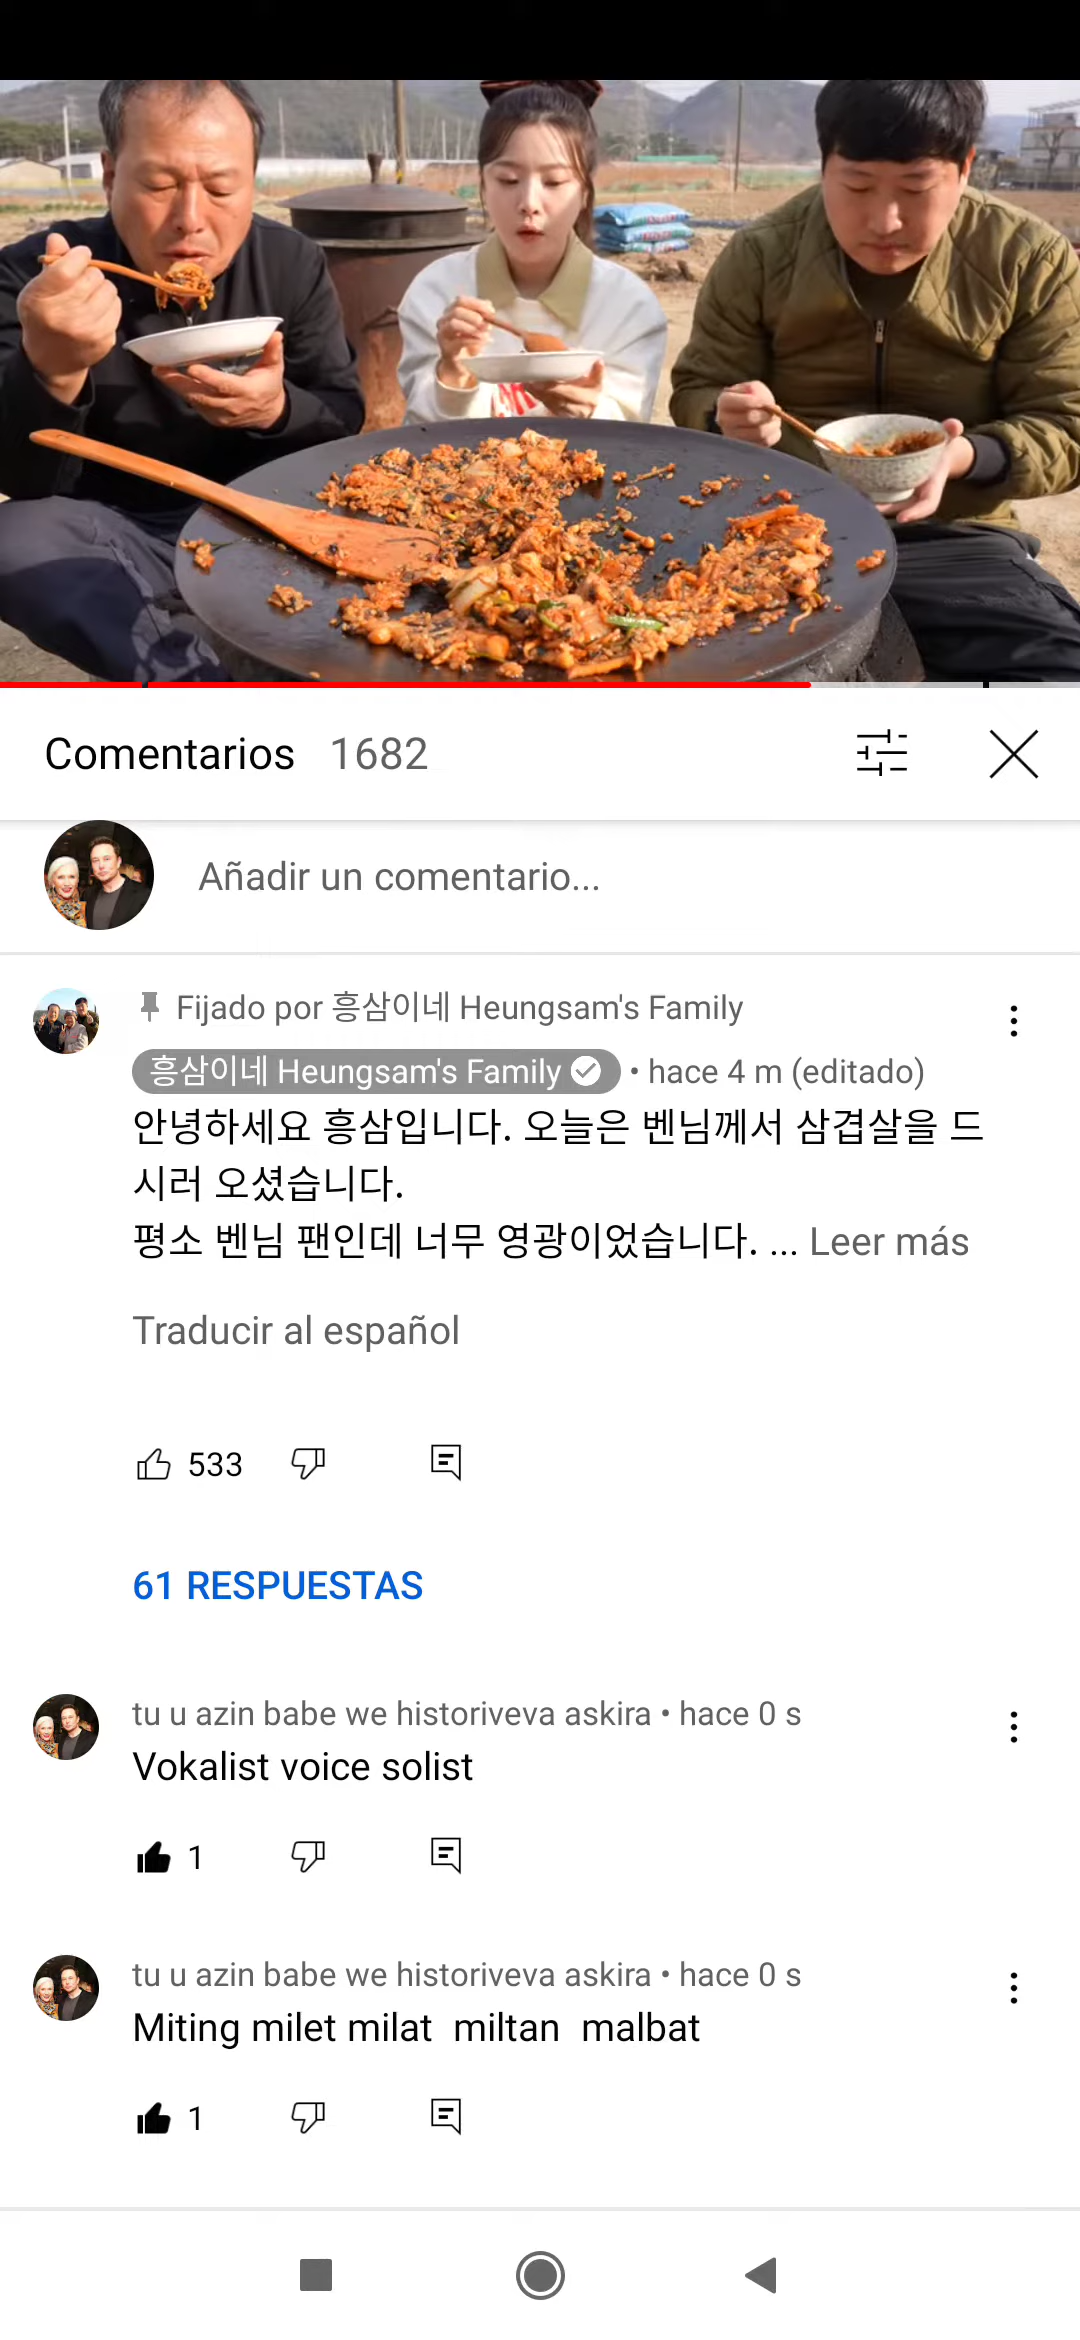 Comentarios 1682
Añadir un comentario...
Fijado por 흥삼이네 Heungsam's Family
흥삼이네 Heungsam's Family • hace 4 m (editado)
안녕하세요 흥삼입니다. 오늘은 벤님께서 삼겹살을 드
시러 오셨습니다.
평소 벤님 팬인데 너무 영광이었습니다. ... Leer más
Traducir al español
533
61 RESPUESTAS
tu u azin babe we historiveva askira • hace 0 s
Vokalist voice solist
1
tu u azin babe we historiveva askira • hace 0 s
Miting milet milat  miltan  malbat
1